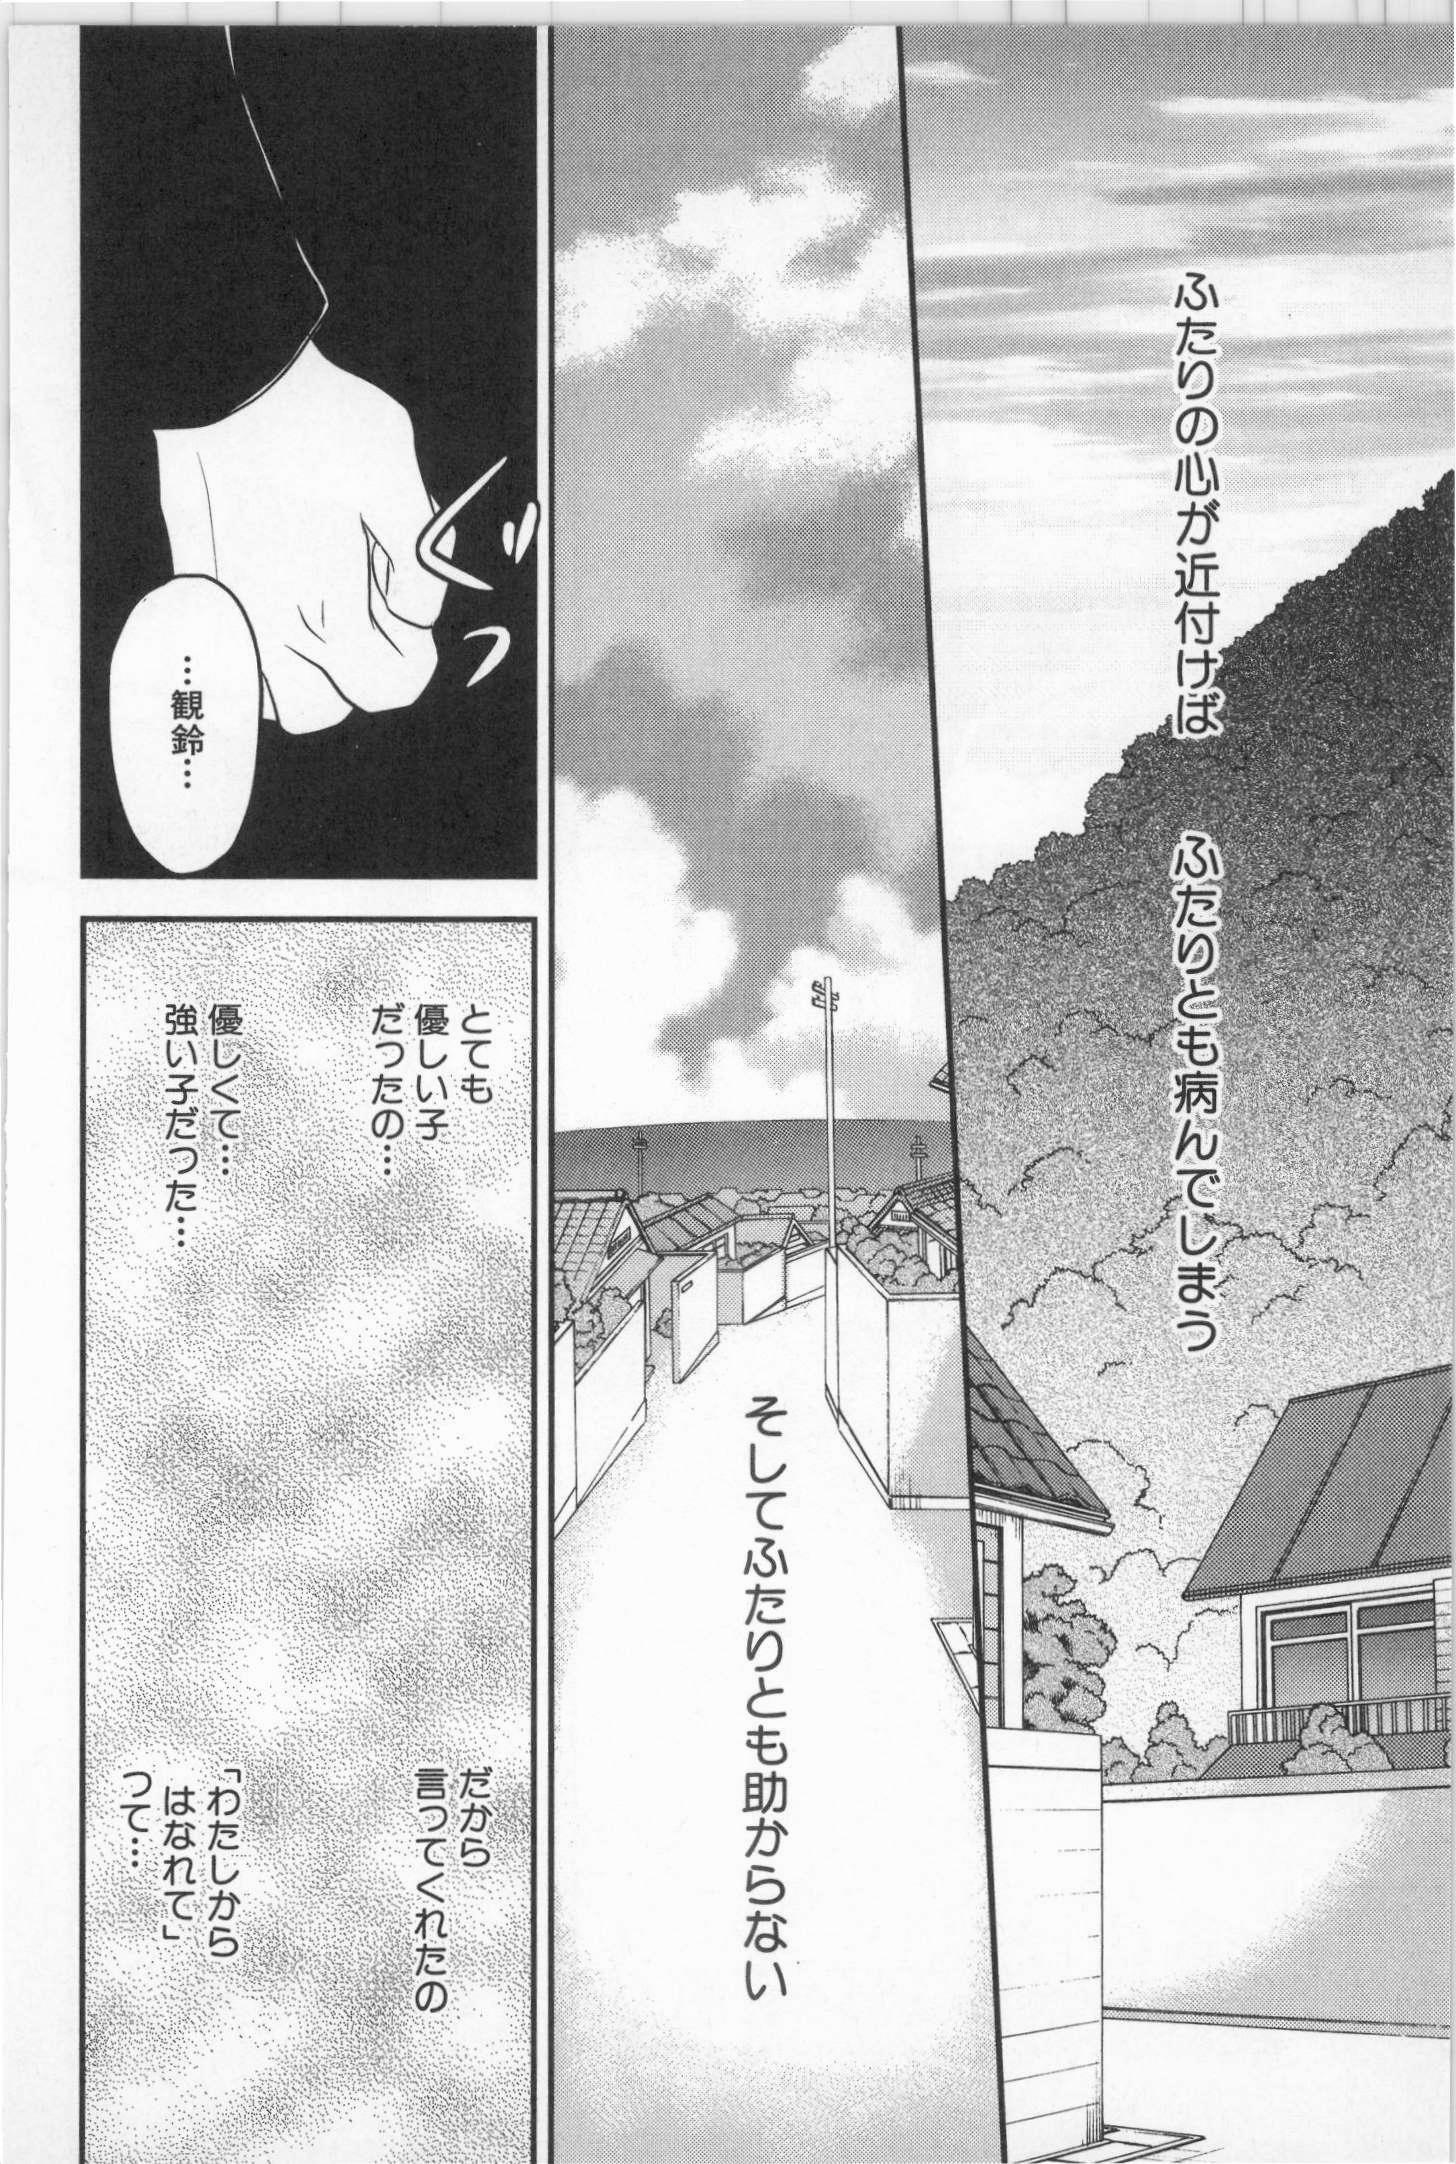 ふたりの心が近付けば
ふたりとも病んでしまう
そしてふたりとも助からない
グッ
…観鈴…
とても
優しい子
だったの…
優しくて…
強い子だった…
だから
言ってくれたの
「わたしから
はなれて」
って…